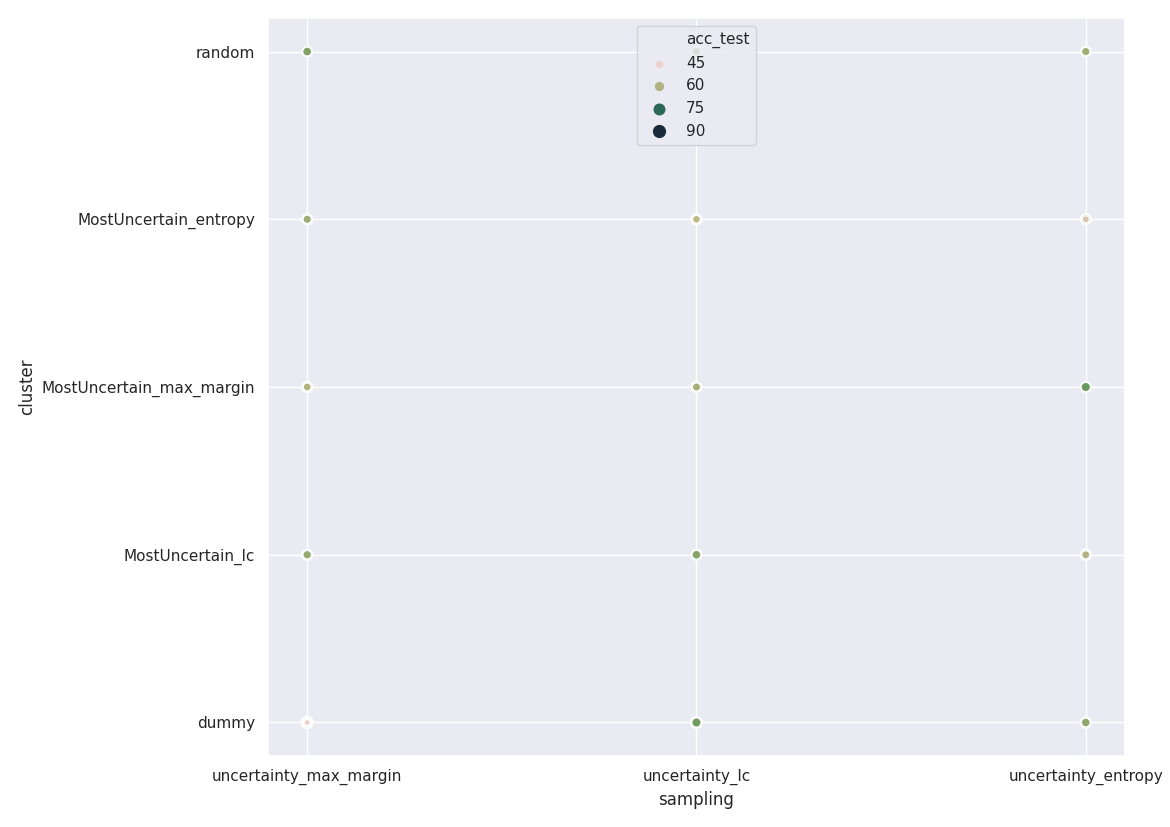 acc_test
45
60
75
90
random
MostUncertain_entropy
MostUncertain_max_margin
MostUncertain_lc
dummy
cluster
uncertainty_max_margin
uncertainty_lc
uncertainty_entropy
sampling